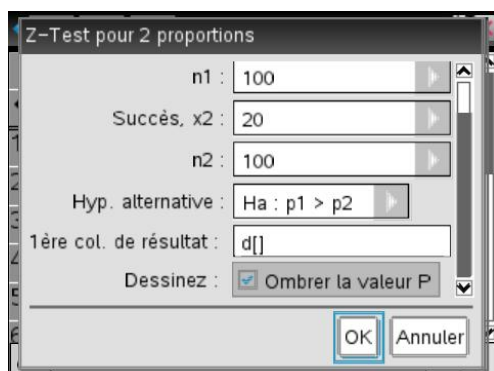 Z-Test pour 2 proportions
n1 : 100
Succès, x2 : 20
n2 : 100
Hyp. alternative : Ha : p1 > p2
1ère col. de résultat : d[]
Dessinez : Ombrer la valeur P
OK Annuler